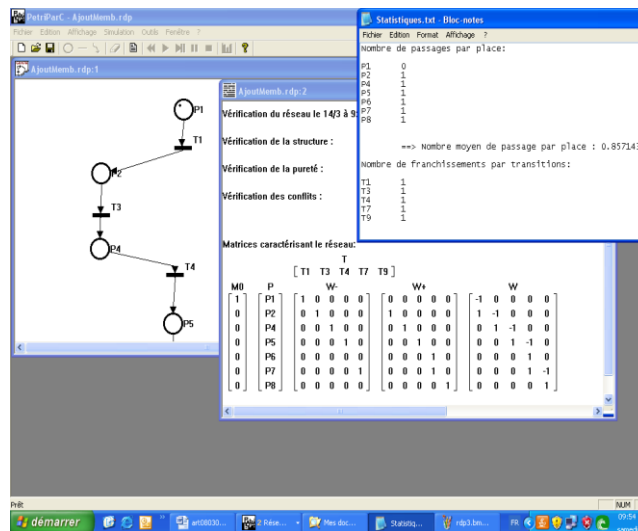 PetriParC - AjoutMemb.rdp
Fichier Edition Affichage Simulation Outils Fenêtre ?
AjoutMemb.rdp:1
P1
T1
P2
T3
P4
T4
P5
AjoutMemb.rdp:2
Vérification du réseau le 14/3 à 9
Vérification de la structure :
Vérification de la pureté :
Vérification des conflits :
Matrices caractérisant le réseau:
T
[ T1 T3 T4 T7 T9 ]
M0 P W- W+ W
1 P1 1 0 0 0 0 0 0 0 0 0 -1 0 0 0 0
0 P2 0 1 0 0 0 1 0 0 0 0 1 -1 0 0 0
0 P4 0 0 1 0 0 0 1 0 0 0 0 1 -1 0 0
0 P5 0 0 0 1 0 0 0 1 0 0 0 0 1 -1 0
0 P6 0 0 0 0 0 0 0 0 1 0 0 0 0 1 0
0 P7 0 0 0 0 1 0 0 0 1 0 0 0 0 1 -1
0 P8 0 0 0 0 0 0 0 0 0 1 0 0 0 0 1
Statistiques.txt - Bloc-notes
Fichier Edition Format Affichage ?
Nombre de passages par place:
P1 0
P2 1
P4 1
P5 1
P6 1
P7 1
P8 1
==> Nombre moyen de passage par place : 0.857143
Nombre de franchissements par transitions:
T1 1
T3 1
T4 1
T7 1
T9 1
Prêt
NUM
démarrer
art08030...
2 Rése...
Mes doc...
Statistiq...
rdp3.bm...
FR
09:54
samedi